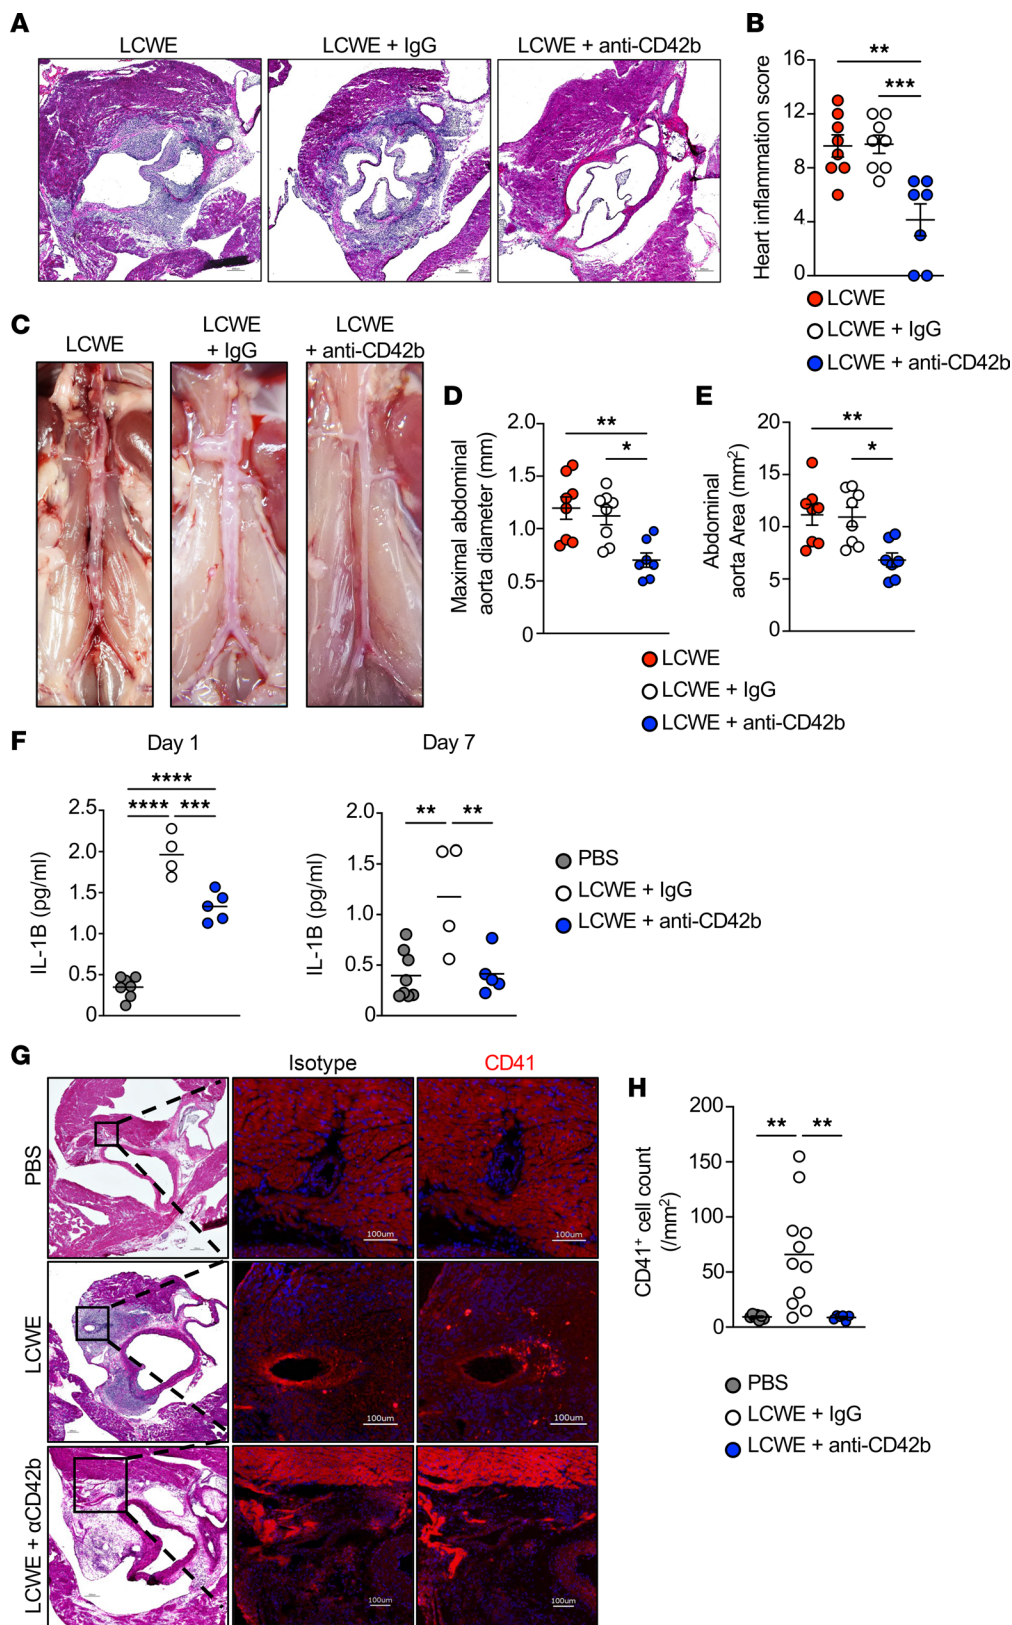 A
LCWE
LCWE + IgG
LCWE + anti-CD42b
B
Heart inflammation score
16
12
8
4
0
**
***
LCWE
LCWE + IgG
LCWE + anti-CD42b
C
LCWE
LCWE
+ IgG
LCWE
+ anti-CD42b
D
Maximal abdominal
aorta diameter (mm)
2.0
1.5
1.0
0.5
0
**
*
E
Abdominal
aorta Area (mm²)
20
15
10
5
0
**
*
LCWE
LCWE + IgG
LCWE + anti-CD42b
F
Day 1
IL-1B (pg/ml)
2.5
2.0
1.5
1.0
0.5
0
****
**** ***
Day 7
IL-1B (pg/ml)
2.0
1.5
1.0
0.5
0
** **
PBS
LCWE + IgG
LCWE + anti-CD42b
G
Isotype
CD41
PBS
100um
100um
LCWE
100um
100um
LCWE + αCD42b
100um
100um
H
CD41⁺ cell count
(/mm²)
200
150
100
50
0
** **
PBS
LCWE + IgG
LCWE + anti-CD42b